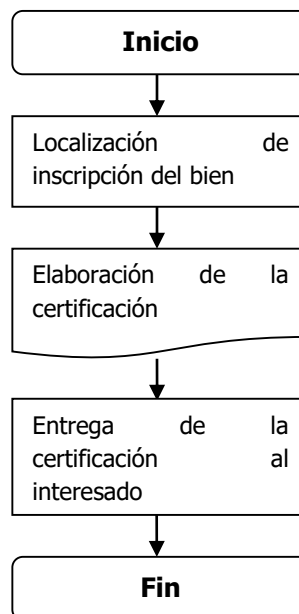 Inicio
Localización de
inscripción del bien
Elaboración de la
certificación
Entrega de la
certificación al
interesado
Fin